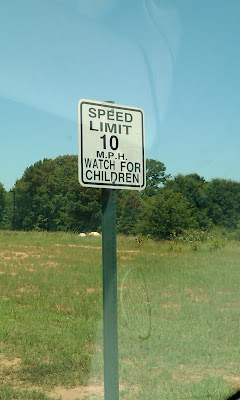 SPEED
LIMIT
10
M.P.H.
WATCH FOR
CHILDREN